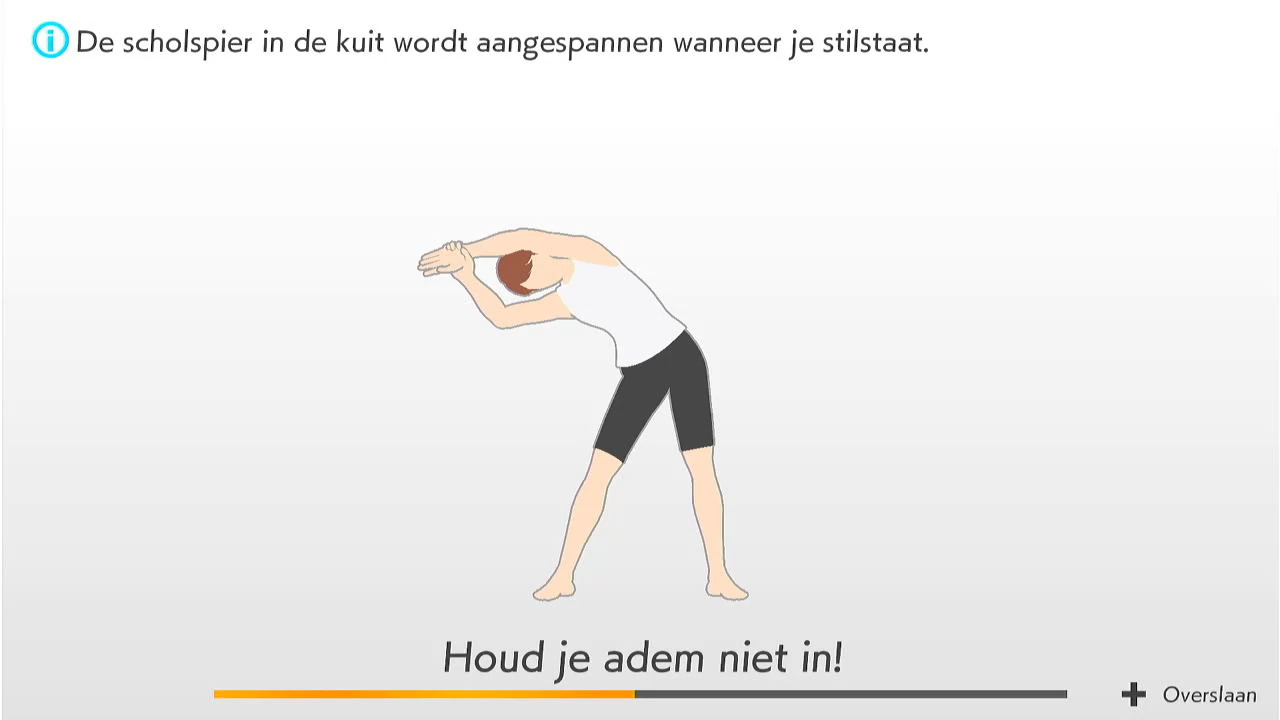 De scholspier in de kuit wordt aangespannen wanneer je stilstaat.
Houd je adem niet in!
Overslaan